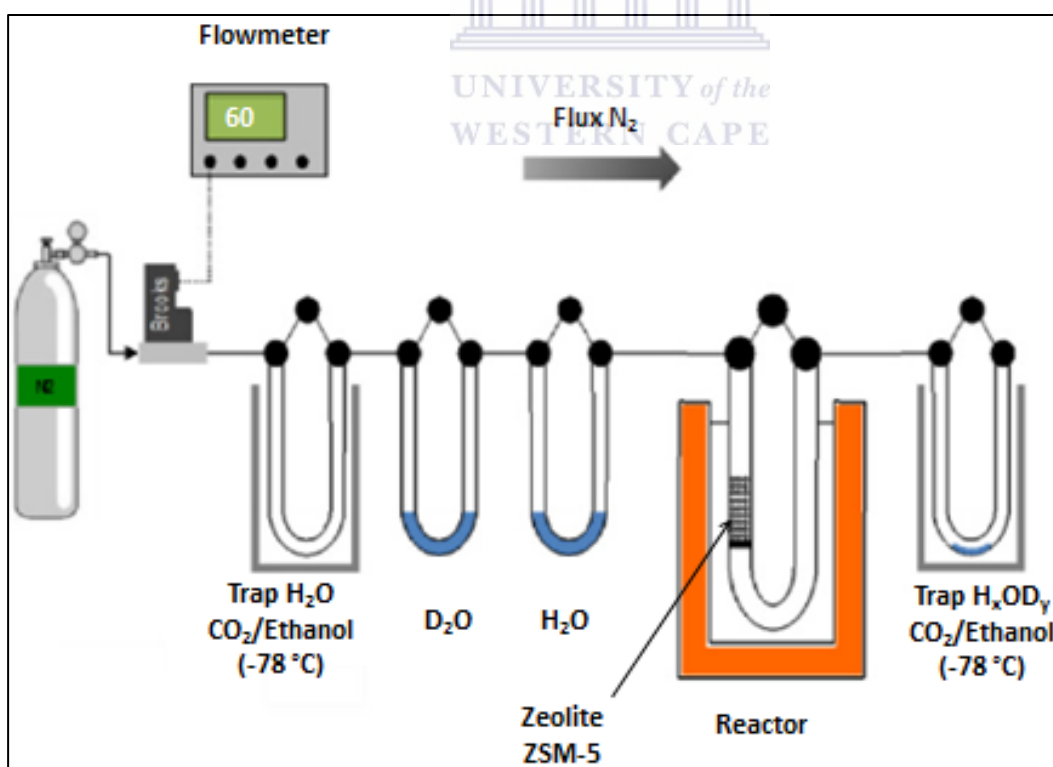 Flowmeter
UNIVERSITY of the
WESTERN CAPE
60
Flux N₂
Brooks
N2
Trap H₂O
CO₂/Ethanol
(-78 °C)
D₂O
H₂O
Zeolite
ZSM-5
Reactor
Trap HₓODᵧ
CO₂/Ethanol
(-78 °C)